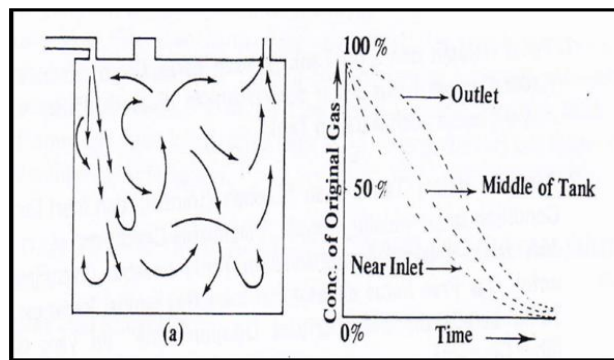 (a)
Conc. of Original Gas
100%
Outlet
50%
Middle of Tank
Near Inlet
0%
Time